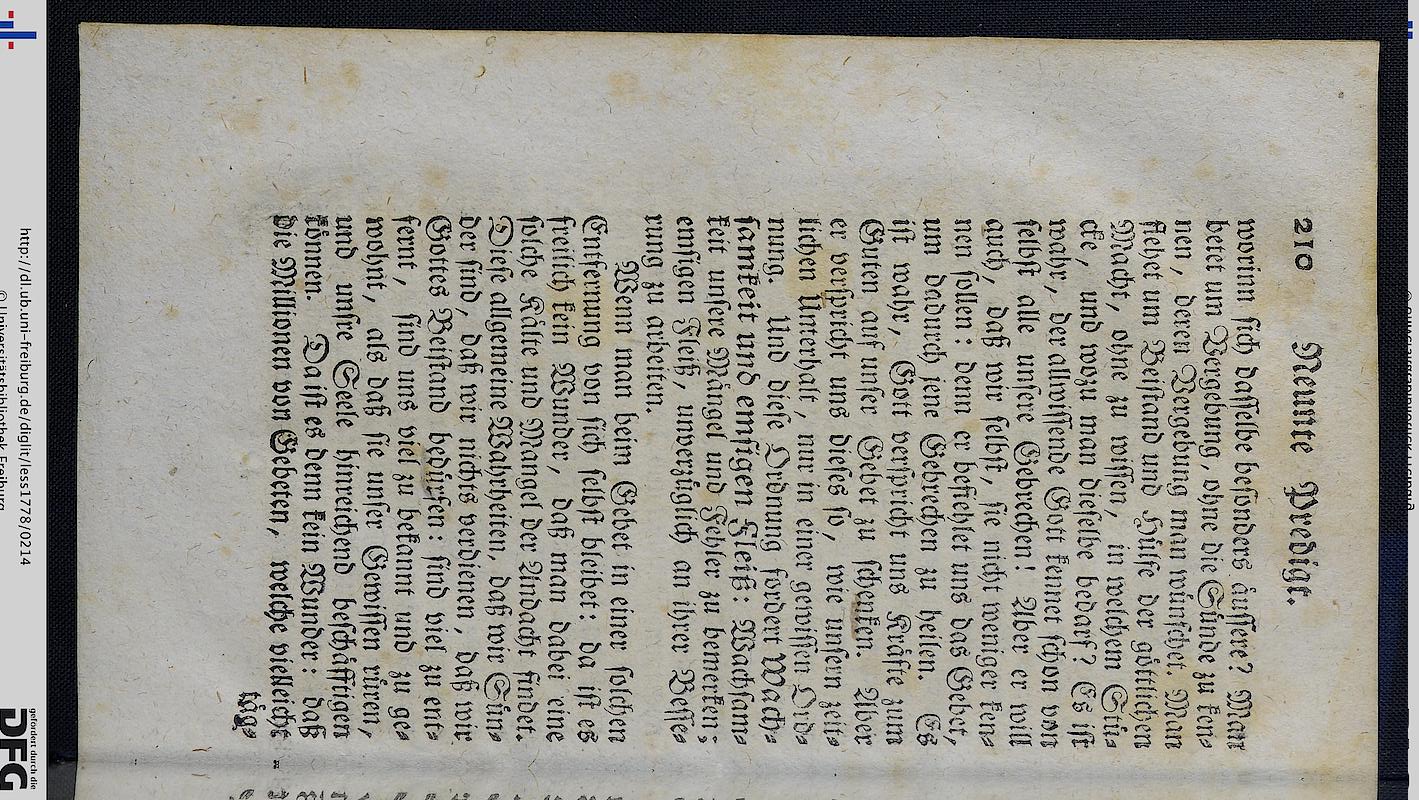 210 Neunte Predigt.
worinn sich dasselbe besonders äussere? Man
betet um Vergebung, ohne die Sünde zu ken-
nen, deren Vergebung man wünschet. Man
flehet um Beistand und Hülfe der göttlichen
Macht, ohne zu wissen, in welchem Stü-
cke, und wozu man dieselbe bedarf? Es ist
wahr, der allwissende Gott kennet schon von
selbst alle unsere Gebrechen! Aber er will
auch, daß wir selbst, sie nicht weniger ken-
nen sollen: denn er befiehlet uns das Gebet,
um dadurch jene Gebrechen zu heilen. Es
ist wahr, Gott verspricht uns Kräfte zum
Guten auf unser Gebet zu schenken. Aber
er verspricht uns dieses so, wie unsern zeit-
lichen Unterhalt, nur in einer gewissen Ord-
nung. Und diese Ordnung fordert Wach-
samkeit und emsigen Fleiß: Wachsam-
keit unsere Mängel und Fehler zu bemerken;
emsigen Fleiß, unverzüglich an ihrer Besse-
rung zu arbeiten.
Wenn man beim Gebet in einer solchen
Entfernung von sich selbst bleibet: da ist es
freilich kein Wunder, daß man dabei eine
solche Kälte und Mangel der Andacht findet.
Diese allgemeine Wahrheiten, daß wir Sün-
der sind, daß wir nichts verdienen, daß wir
Gottes Beistand bedürfen: sind viel zu ent-
fernt, sind uns viel zu bekannt und zu ge-
wohnt, als daß sie unser Gewissen rüren,
und unsre Seele hinreichend beschäfftigen
können. Da ist es denn kein Wunder: daß
die Millionen von Gebeten, welche vielleicht
täg-
http://dl.ub.uni-freiburg.de/diglit/less1778/0214
© Universitätsbibliothek Freiburg
gefördert durch die
DFG